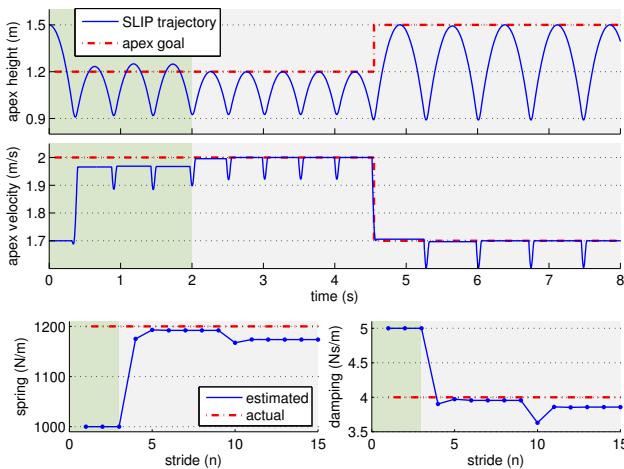 apex height (m)
1.5
1.2
0.9
SLIP trajectory
apex goal
apex velocity (m/s)
2
1.9
1.8
1.7
0 1 2 3 4 5 6 7 8
time (s)
spring (N/m)
1200
1100
1000
estimated
actual
0 5 10 15
stride (n)
damping (Ns/m)
5
4.5
4
3.5
0 5 10 15
stride (n)